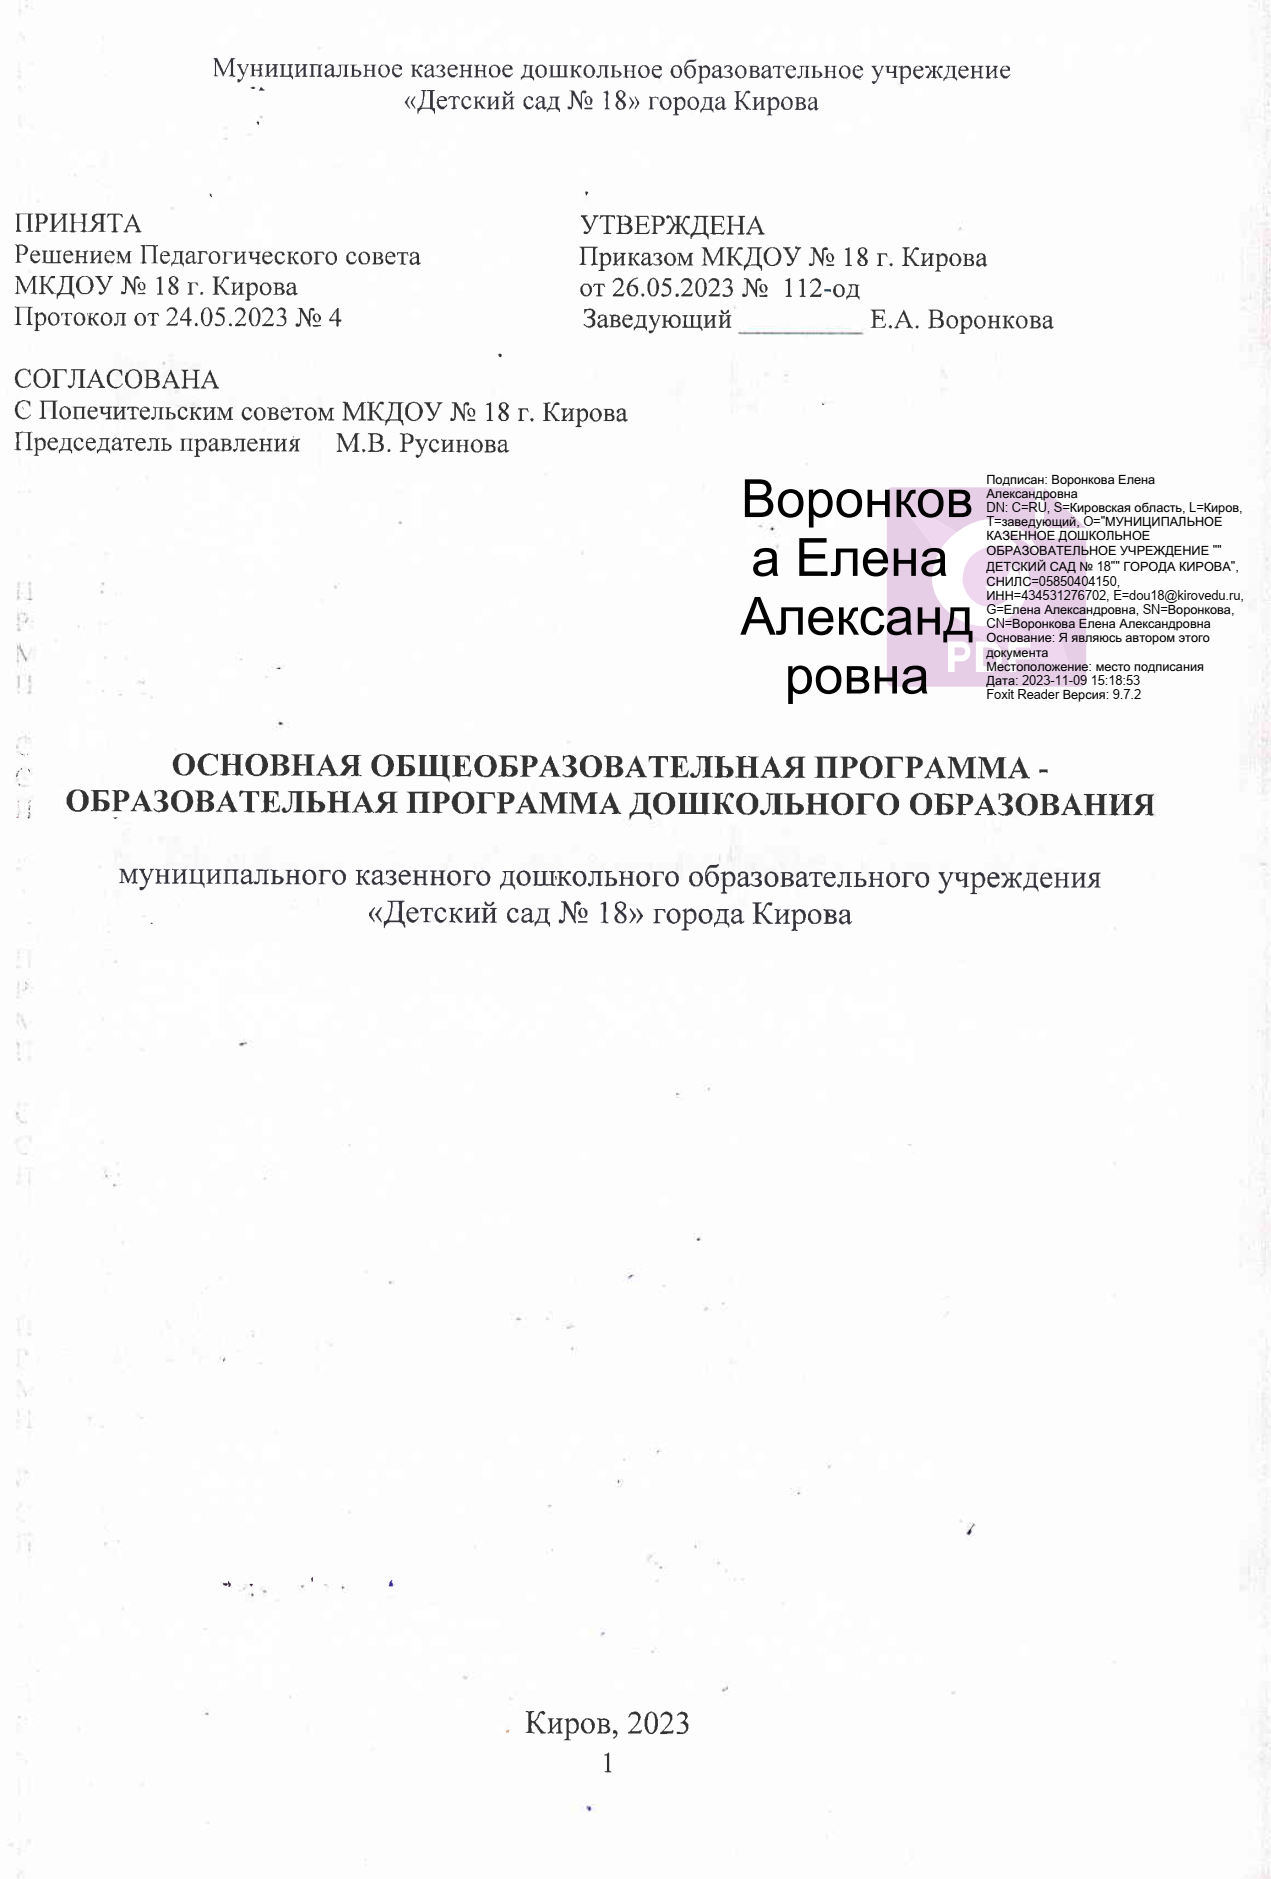 Муниципальное казенное дошкольное образовательное учреждение
«Детский сад № 18» города Кирова
ПРИНЯТА
Решением Педагогического совета
МКДОУ № 18 г. Кирова
Протокол от 24.05.2023 № 4
УТВЕРЖДЕНА
Приказом МКДОУ № 18 г. Кирова
от 26.05.2023 № 112-од
Заведующий _________ Е.А. Воронкова
СОГЛАСОВАНА
С Попечительским советом МКДОУ № 18 г. Кирова
Председатель правления М.В. Русинова
Воронков
а Елена
Александ
ровна
Подписан: Воронкова Елена
Александровна
DN: C=RU, S=Кировская область, L=Киров,
T=заведующий, O="МУНИЦИПАЛЬНОЕ
КАЗЕННОЕ ДОШКОЛЬНОЕ
ОБРАЗОВАТЕЛЬНОЕ УЧРЕЖДЕНИЕ ""
ДЕТСКИЙ САД № 18"" ГОРОДА КИРОВА",
СНИЛС=05850404150,
ИНН=434531276702, E=dou18@kirovedu.ru,
G=Елена Александровна, SN=Воронкова,
CN=Воронкова Елена Александровна
Основание: Я являюсь автором этого
документа
Местоположение: место подписания
Дата: 2023-11-09 15:18:53
Foxit Reader Версия: 9.7.2
PDF
ОСНОВНАЯ ОБЩЕОБРАЗОВАТЕЛЬНАЯ ПРОГРАММА -
ОБРАЗОВАТЕЛЬНАЯ ПРОГРАММА ДОШКОЛЬНОГО ОБРАЗОВАНИЯ
муниципального казенного дошкольного образовательного учреждения
«Детский сад № 18» города Кирова
Киров, 2023
1